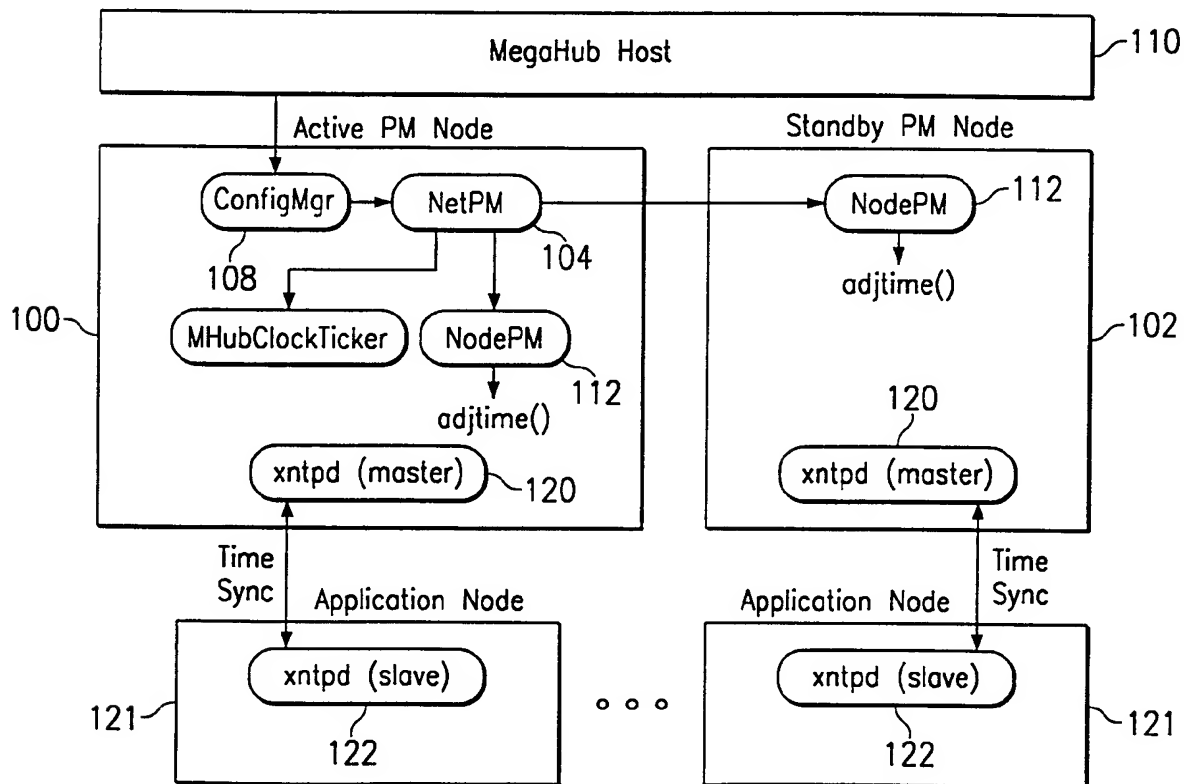 MegaHub Host
110
Active PM Node
Standby PM Node
ConfigMgr
NetPM
NodePM
112
108
104
adjtime()
100
MHubClockTicker
NodePM
102
112
adjtime()
120
xntpd (master)
120
xntpd (master)
Time
Sync
Time
Sync
Application Node
Application Node
xntpd (slave)
xntpd (slave)
121
122
122
121